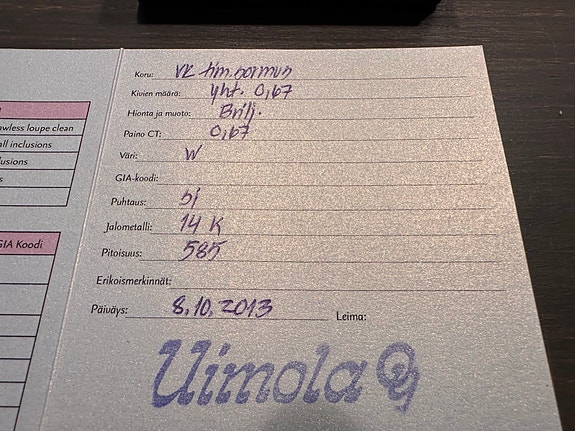 awless loupe clean
all inclusions
usions
s
GIA Koodi
Koru: VK tim.sormus
Kivien määrä: yht. 0,67
Hionta ja muoto: Brilj.
Paino CT: 0,67
Väri: W
GIA-koodi:
Puhtaus: si
Jalometalli: 14 K
Pitoisuus: 585
Erikoismerkinnät:
Päiväys: 8.10.2013 Leima:
Uimola